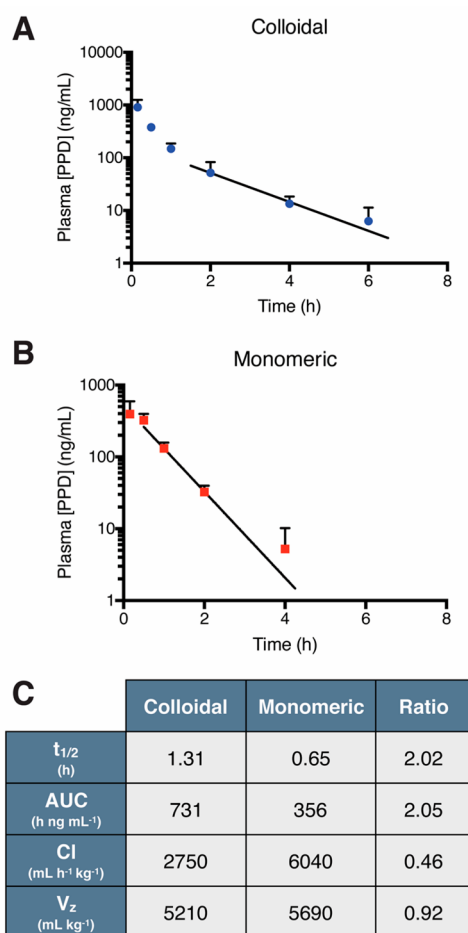 A
Colloidal
Plasma [PPD] (ng/mL)
10000
1000
100
10
1
0 2 4 6 8
Time (h)
B
Monomeric
Plasma [PPD] (ng/mL)
1000
100
10
1
0 2 4 6 8
Time (h)
C
Colloidal Monomeric Ratio
t1/2 (h) 1.31 0.65 2.02
AUC (h ng mL⁻¹) 731 356 2.05
Cl (mL h⁻¹ kg⁻¹) 2750 6040 0.46
Vz (mL kg⁻¹) 5210 5690 0.92